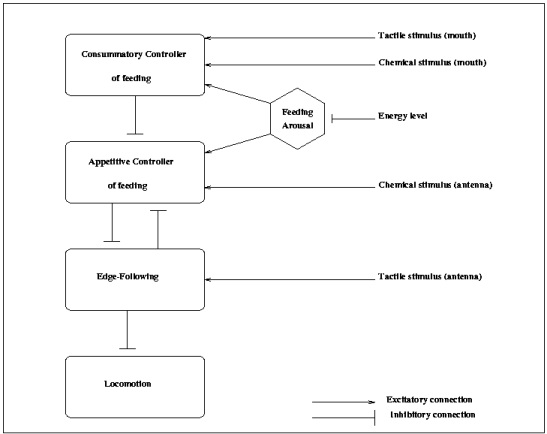 Tactile stimulus (mouth)
Consummatory Controller
of feeding
Chemical stimulus (mouth)
Feeding
Arousal
Energy level
Appetitive Controller
of feeding
Chemical stimulus (antenna)
Edge-Following
Tactile stimulus (antenna)
Locomotion
Excitatory connection
Inhibitory connection